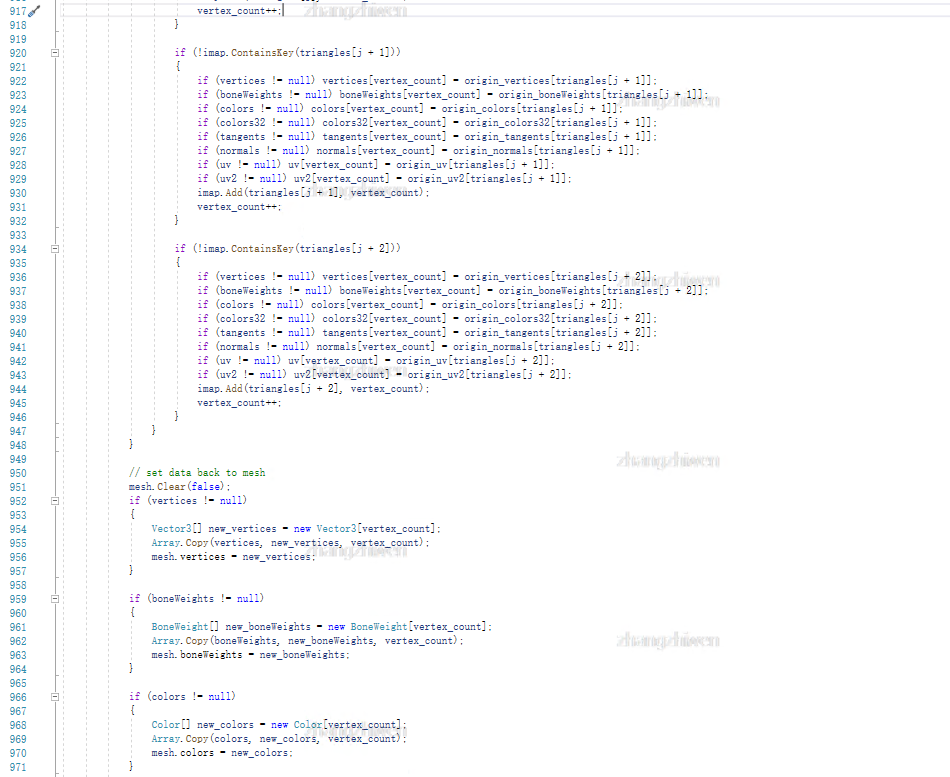 917 vertex_count++;
918 }
919
920 if (!imap.ContainsKey(triangles[j + 1]))
921 {
922 if (vertices != null) vertices[vertex_count] = origin_vertices[triangles[j + 1]];
923 if (boneWeights != null) boneWeights[vertex_count] = origin_boneWeights[triangles[j + 1]];
924 if (colors != null) colors[vertex_count] = origin_colors[triangles[j + 1]];
925 if (colors32 != null) colors32[vertex_count] = origin_colors32[triangles[j + 1]];
926 if (tangents != null) tangents[vertex_count] = origin_tangents[triangles[j + 1]];
927 if (normals != null) normals[vertex_count] = origin_normals[triangles[j + 1]];
928 if (uv != null) uv[vertex_count] = origin_uv[triangles[j + 1]];
929 if (uv2 != null) uv2[vertex_count] = origin_uv2[triangles[j + 1]];
930 imap.Add(triangles[j + 1], vertex_count);
931 vertex_count++;
932 }
933
934 if (!imap.ContainsKey(triangles[j + 2]))
935 {
936 if (vertices != null) vertices[vertex_count] = origin_vertices[triangles[j + 2]];
937 if (boneWeights != null) boneWeights[vertex_count] = origin_boneWeights[triangles[j + 2]];
938 if (colors != null) colors[vertex_count] = origin_colors[triangles[j + 2]];
939 if (colors32 != null) colors32[vertex_count] = origin_colors32[triangles[j + 2]];
940 if (tangents != null) tangents[vertex_count] = origin_tangents[triangles[j + 2]];
941 if (normals != null) normals[vertex_count] = origin_normals[triangles[j + 2]];
942 if (uv != null) uv[vertex_count] = origin_uv[triangles[j + 2]];
943 if (uv2 != null) uv2[vertex_count] = origin_uv2[triangles[j + 2]];
944 imap.Add(triangles[j + 2], vertex_count);
945 vertex_count++;
946 }
947 }
948 }
949
950 // set data back to mesh
951 mesh.Clear(false);
952 if (vertices != null)
953 {
954 Vector3[] new_vertices = new Vector3[vertex_count];
955 Array.Copy(vertices, new_vertices, vertex_count);
956 mesh.vertices = new_vertices;
957 }
958
959 if (boneWeights != null)
960 {
961 BoneWeight[] new_boneWeights = new BoneWeight[vertex_count];
962 Array.Copy(boneWeights, new_boneWeights, vertex_count);
963 mesh.boneWeights = new_boneWeights;
964 }
965
966 if (colors != null)
967 {
968 Color[] new_colors = new Color[vertex_count];
969 Array.Copy(colors, new_colors, vertex_count);
970 mesh.colors = new_colors;
971 }